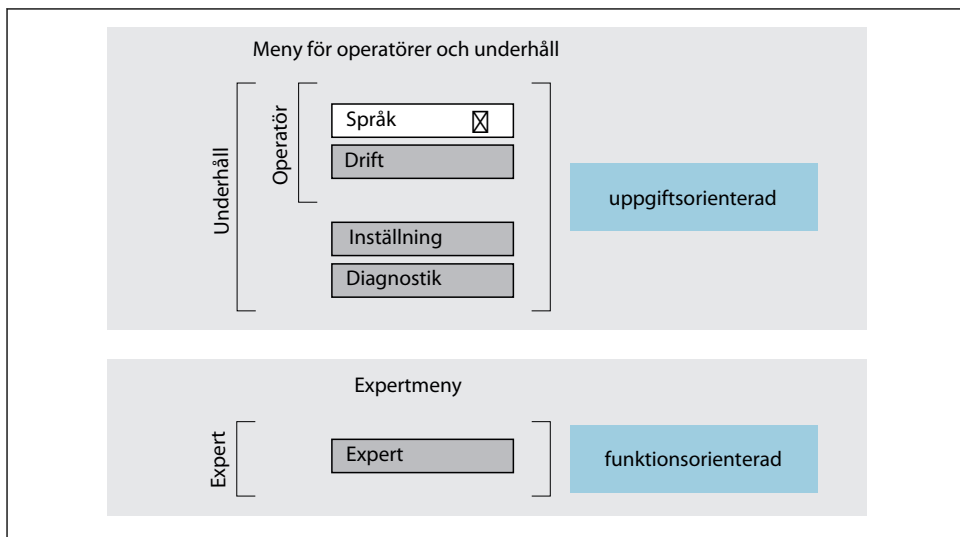 Meny för operatörer och underhåll
Underhåll
Operatör
Språk
Drift
Inställning
Diagnostik
uppgiftsorienterad
Expertmeny
Expert
Expert
funktionsorienterad